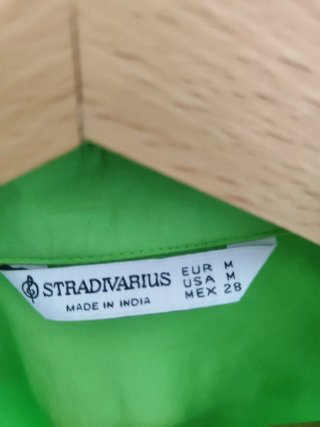 STRADIVARIUS
MADE IN INDIA
EUR M
USA M
MEX 28